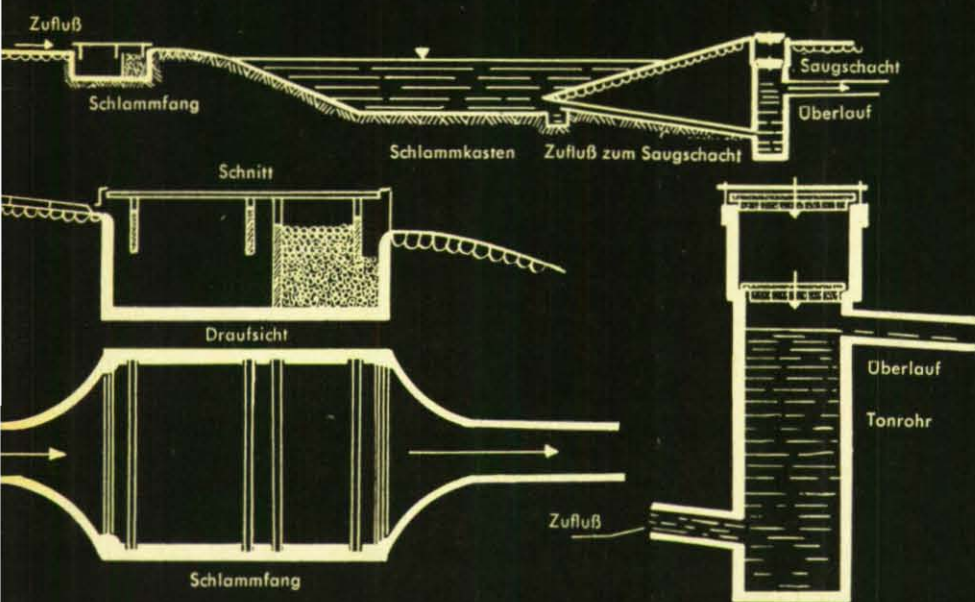 Zufluß
Schlammfang
Saugschacht
Überlauf
Schlammkasten
Zufluß zum Saugschacht
Schnitt
Draufsicht
Überlauf
Tonrohr
Zufluß
Schlammfang